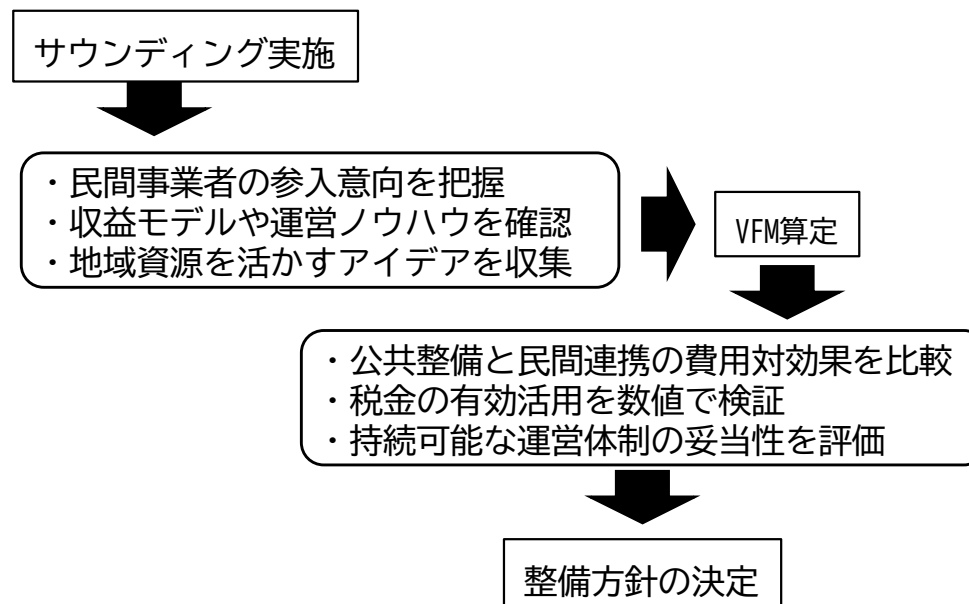 サウンディング実施
・民間事業者の参入意向を把握
・収益モデルや運営ノウハウを確認
・地域資源を活かすアイデアを収集
VFM算定
・公共整備と民間連携の費用対効果を比較
・税金の有効活用を数値で検証
・持続可能な運営体制の妥当性を評価
整備方針の決定